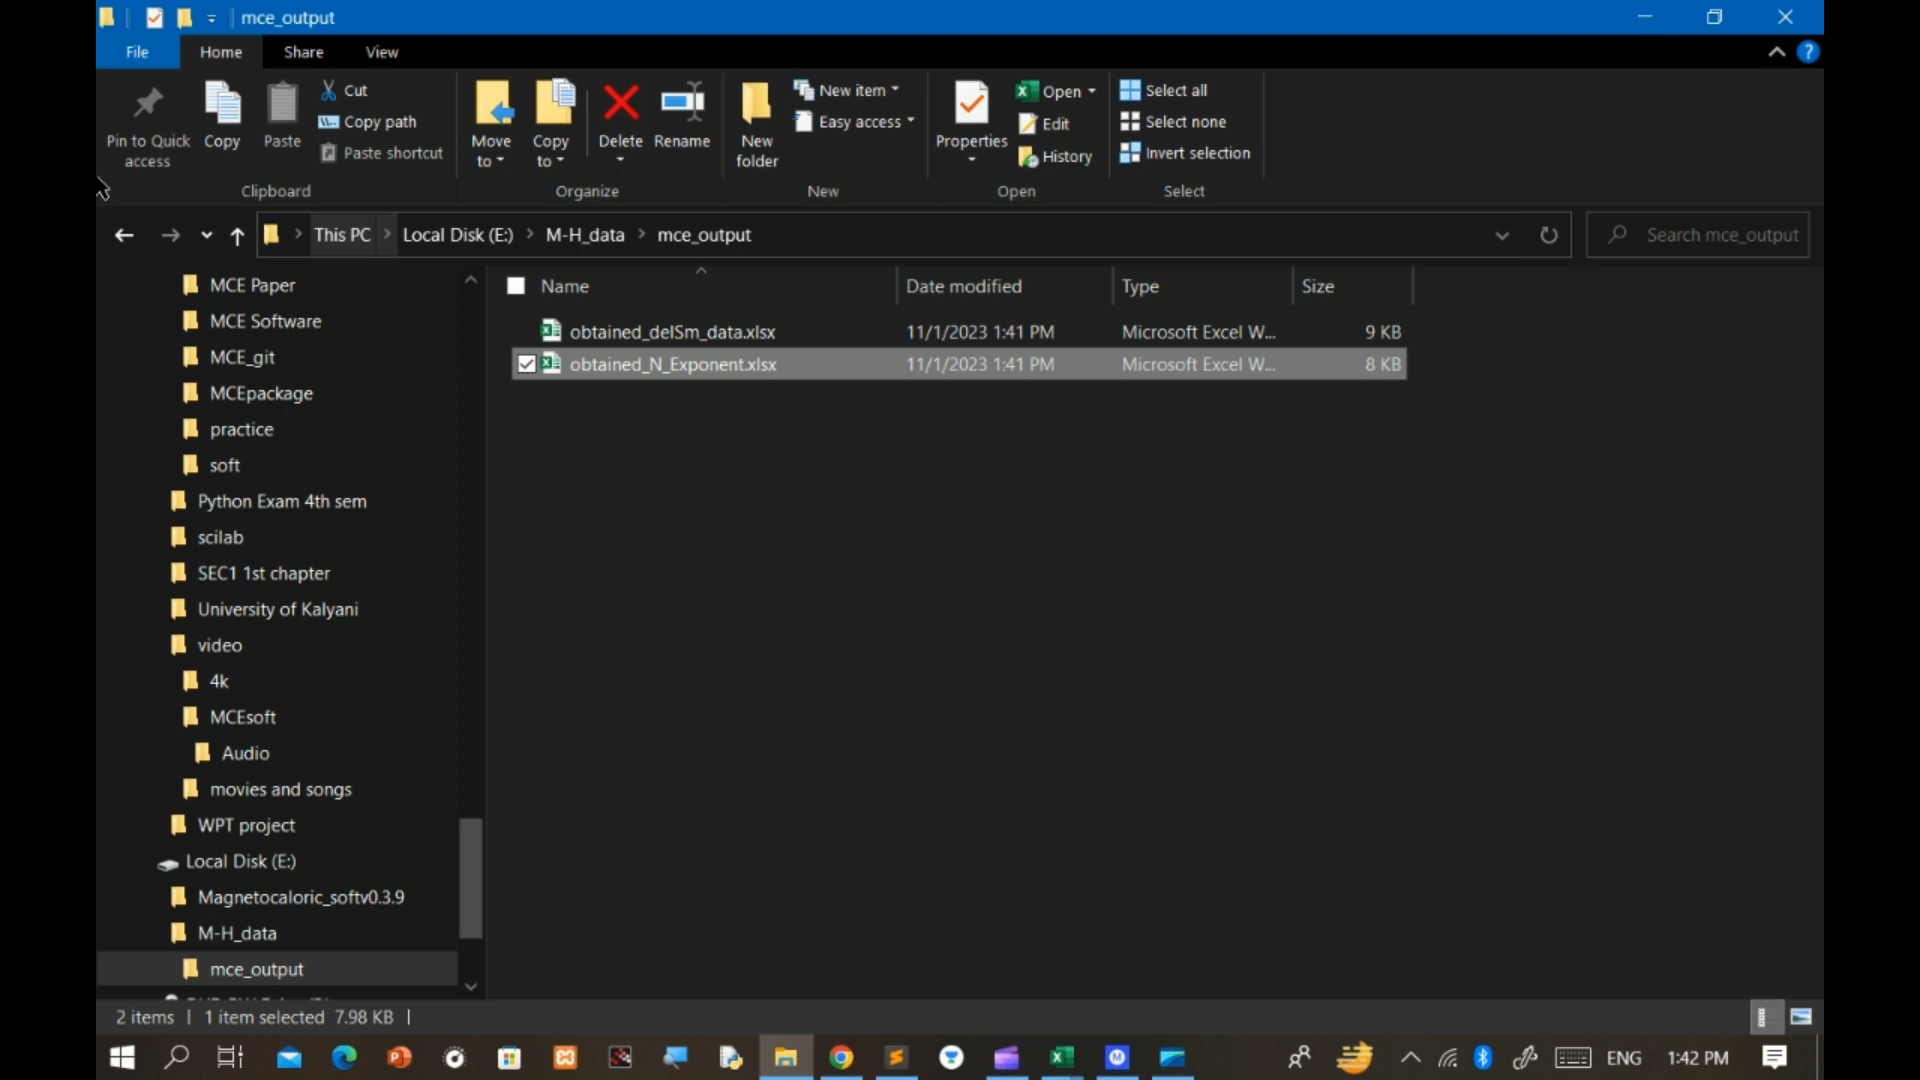 mce_output
File
Home
Share
View
?
Pin to Quick access
Copy
Paste
Cut
Copy path
Paste shortcut
Clipboard
Move to
Copy to
Delete
Rename
Organize
New folder
New item
Easy access
New
Properties
Open
Edit
History
Open
Select all
Select none
Invert selection
Select
This PC
Local Disk (E:)
M-H_data
mce_output
Search mce_output
Name
Date modified
Type
Size
obtained_delSm_data.xlsx 11/1/2023 1:41 PM Microsoft Excel W... 9 KB
obtained_N_Exponent.xlsx 11/1/2023 1:41 PM Microsoft Excel W... 8 KB
MCE Paper
MCE Software
MCE_git
MCEpackage
practice
soft
Python Exam 4th sem
scilab
SEC1 1st chapter
University of Kalyani
video
4k
MCEsoft
Audio
movies and songs
WPT project
Local Disk (E:)
Magnetocaloric_softv0.3.9
M-H_data
mce_output
2 items | 1 item selected 7.98 KB |
ENG
1:42 PM